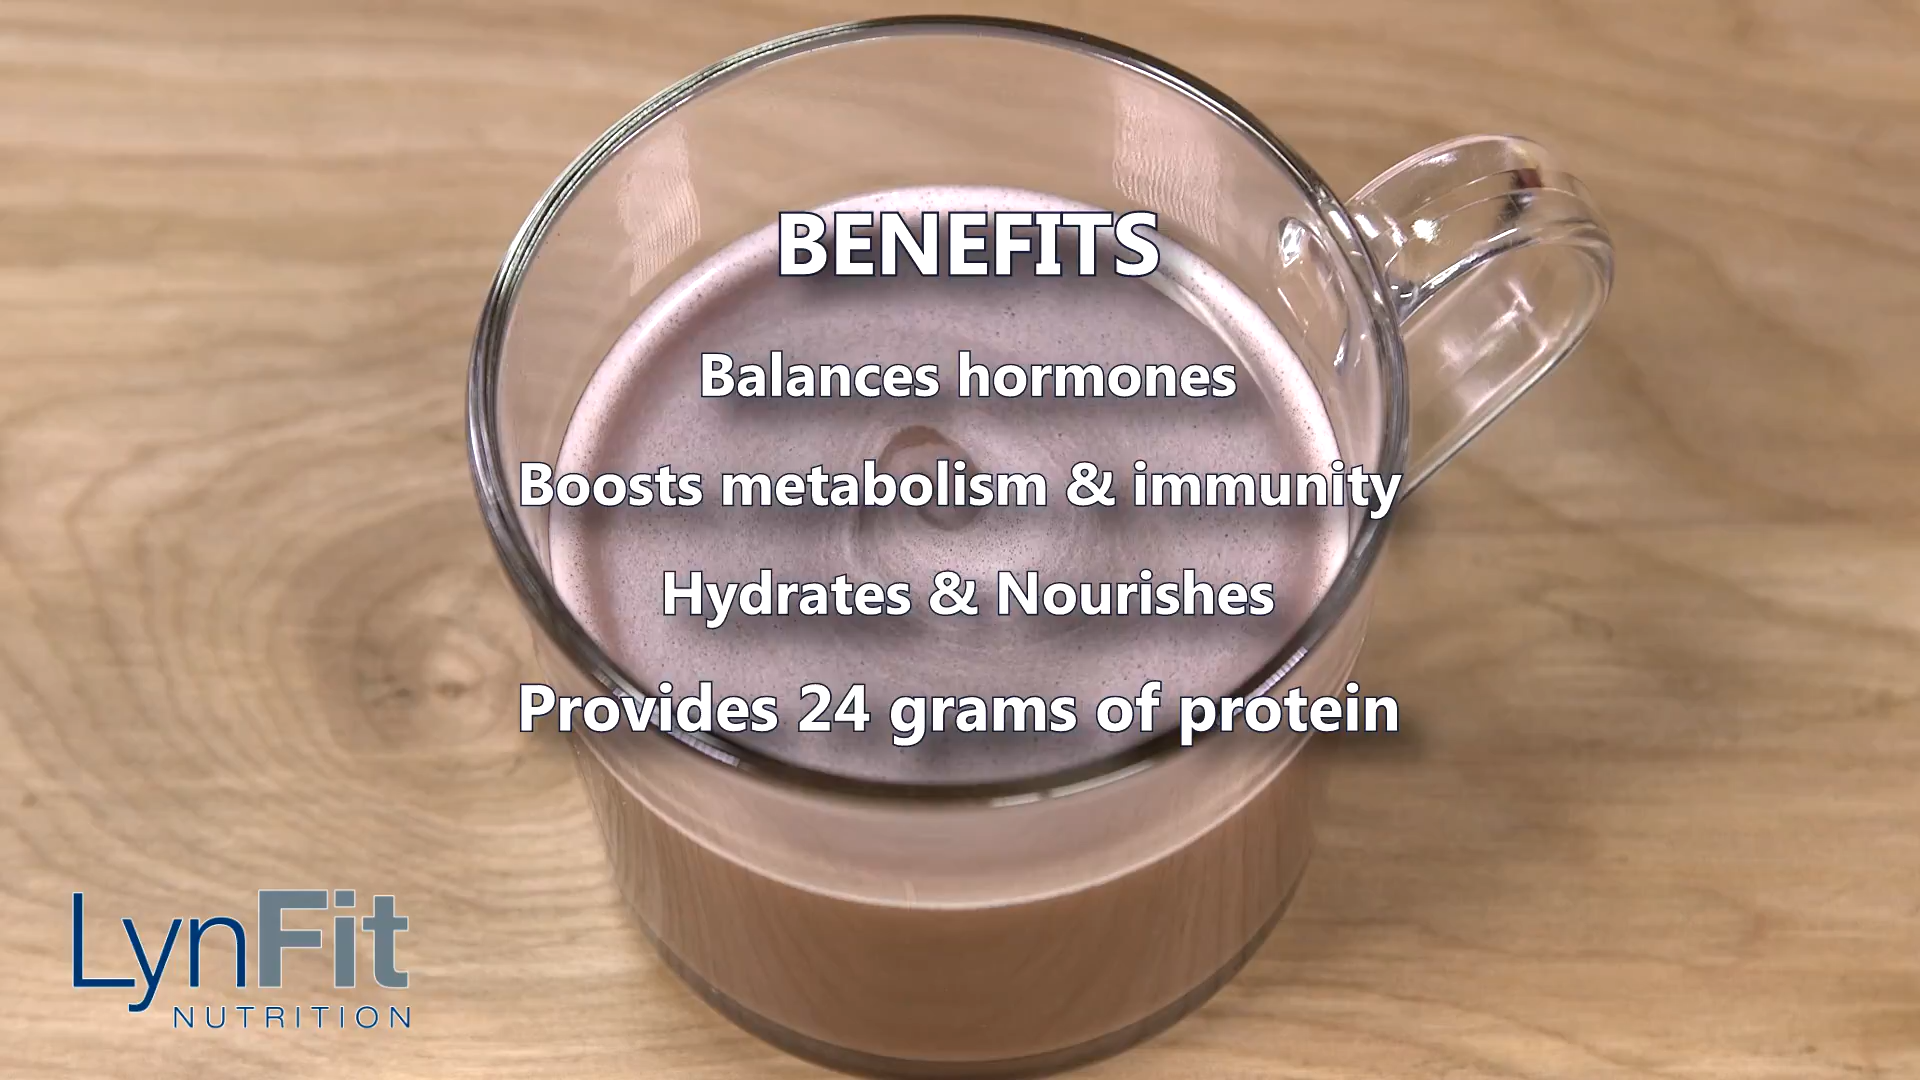 BENEFITS
Balances hormones
Boosts metabolism & immunity
Hydrates & Nourishes
Provides 24 grams of protein
LynFit
NUTRITION